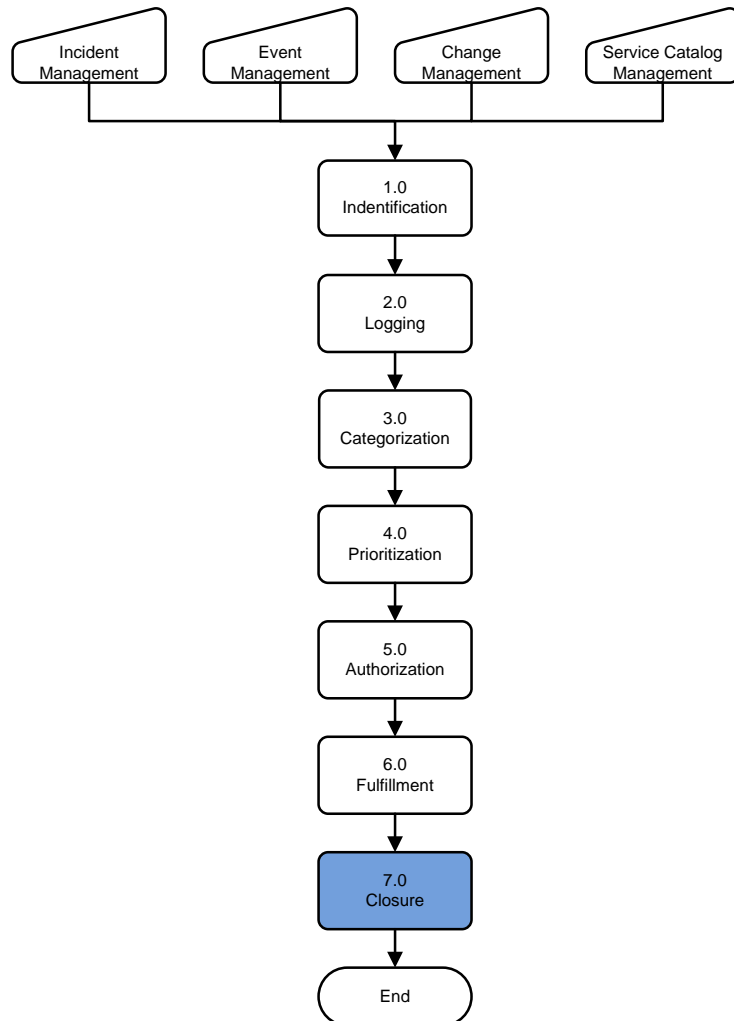 Incident
Management
Event
Management
Change
Management
Service Catalog
Management
1.0
Indentification
2.0
Logging
3.0
Categorization
4.0
Prioritization
5.0
Authorization
6.0
Fulfillment
7.0
Closure
End